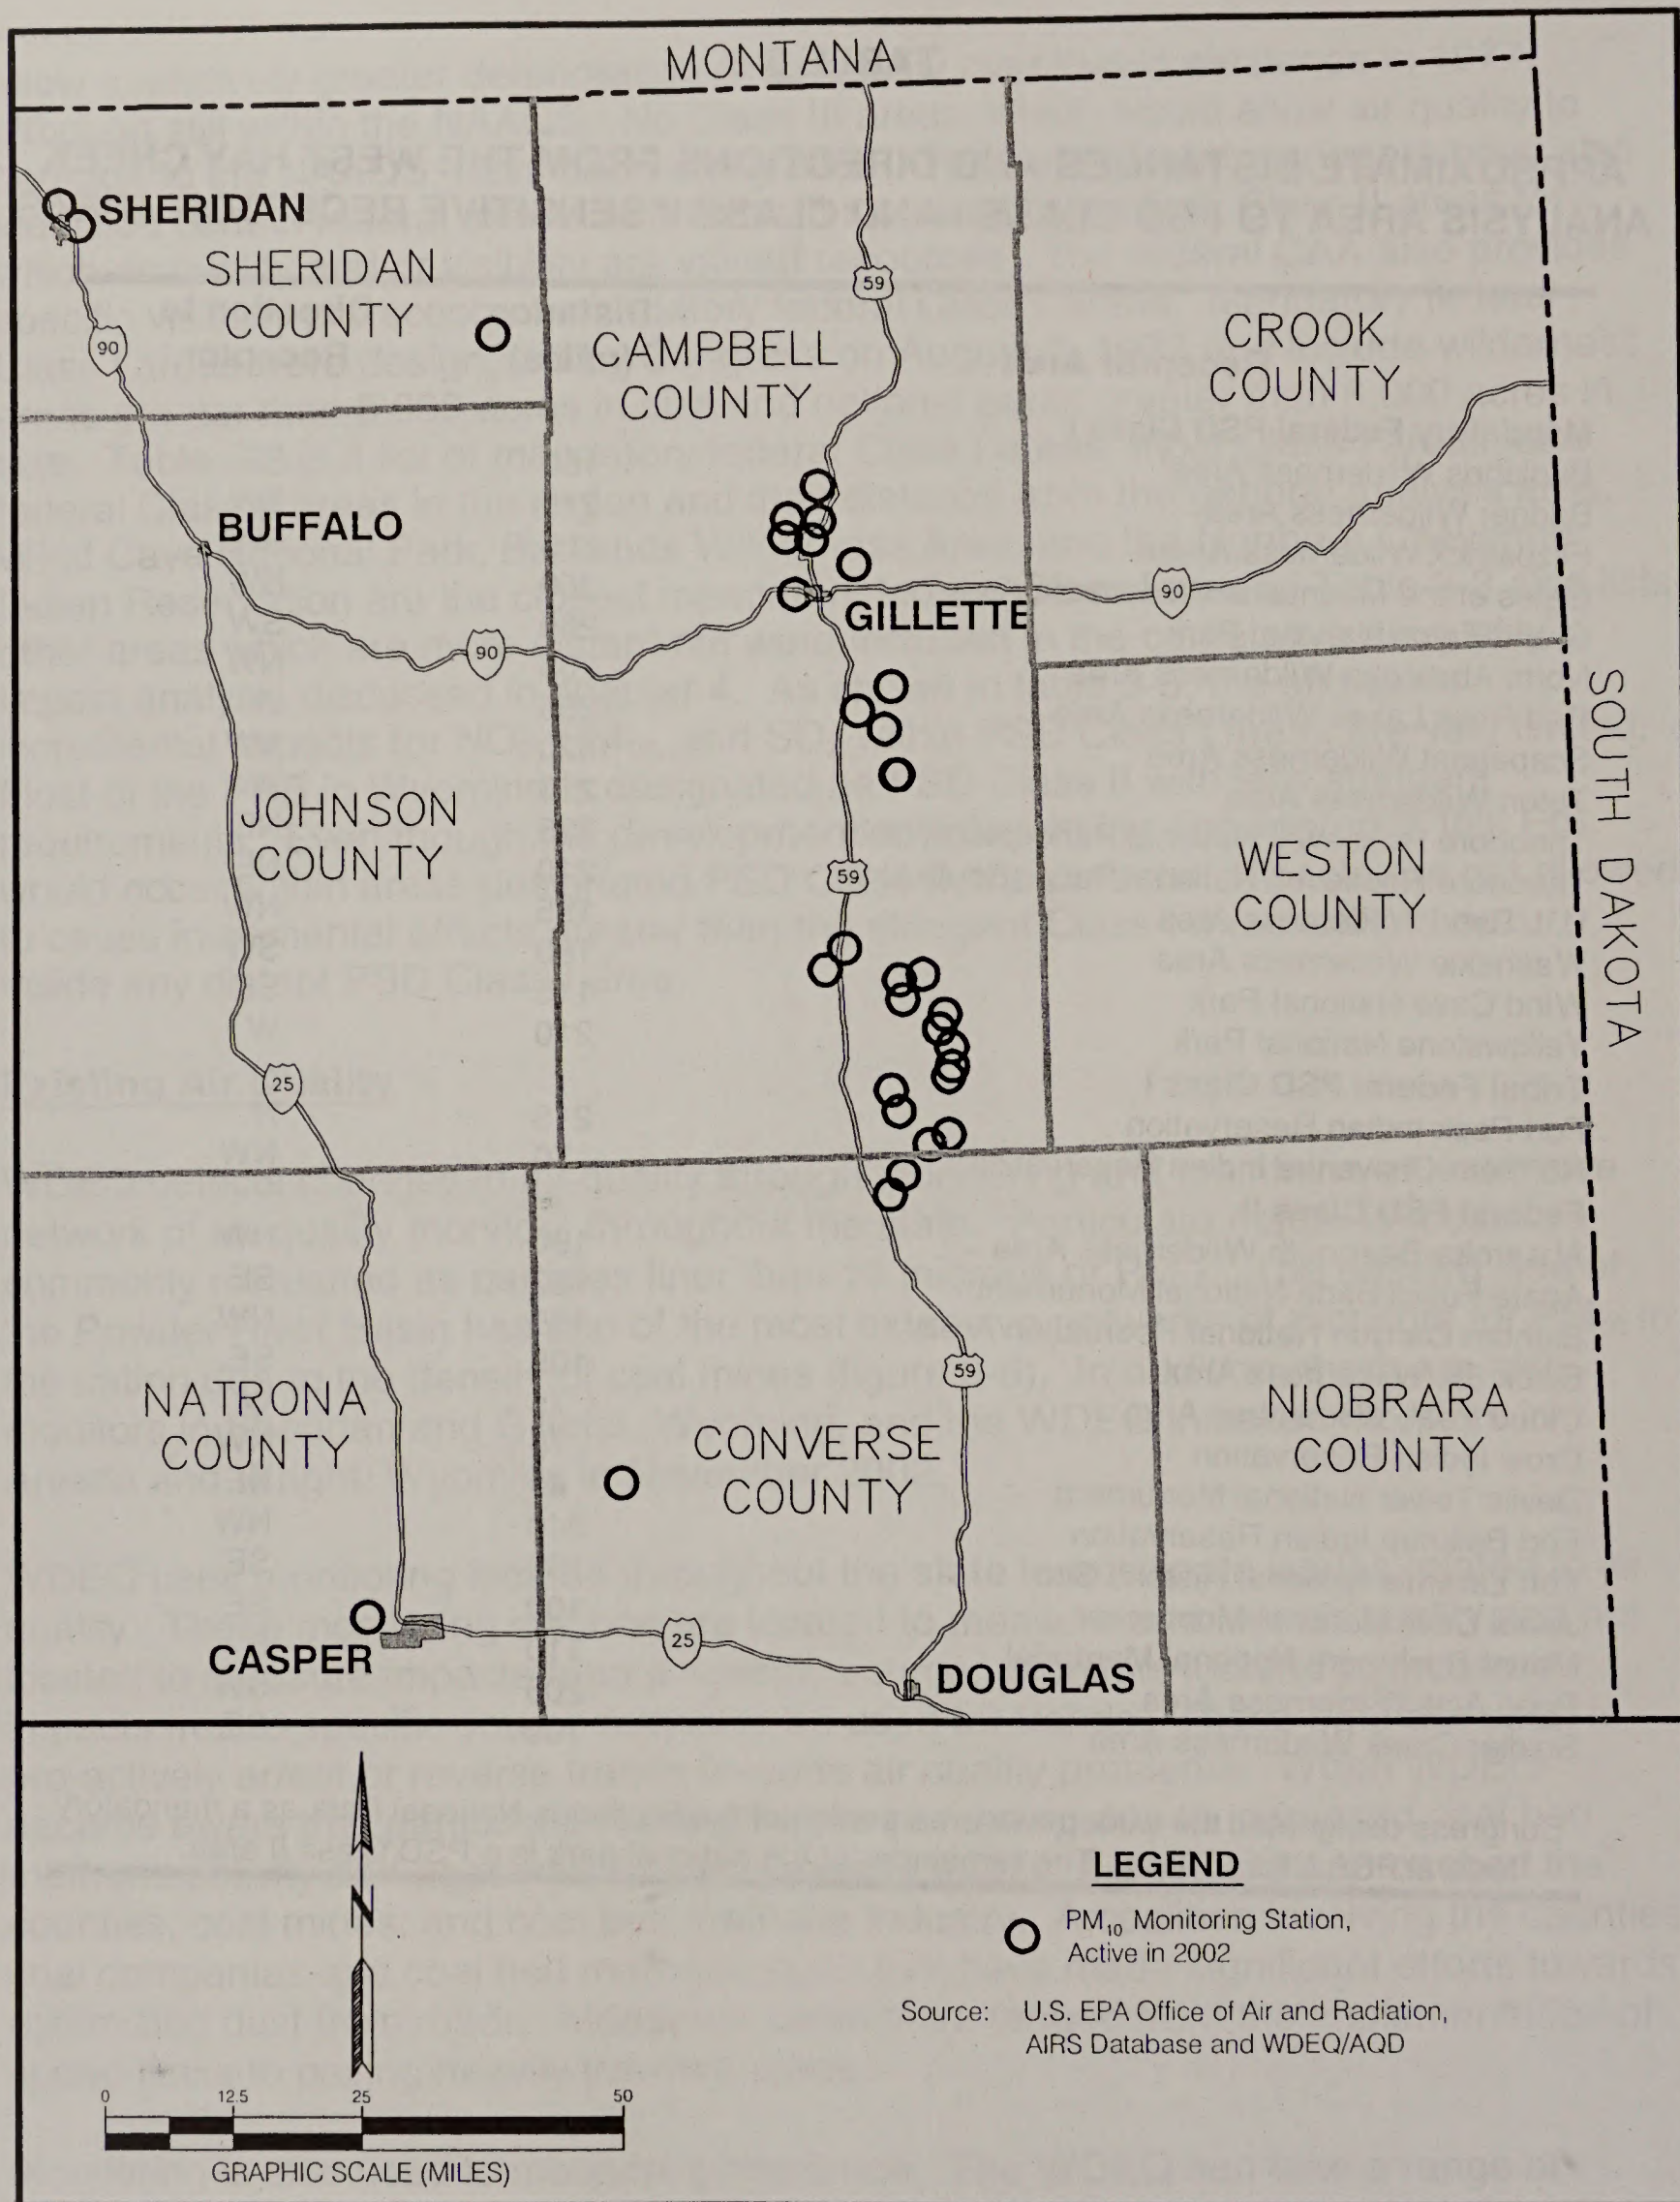 MONTANA
SHERIDAN
SHERIDAN
COUNTY
59
90
CAMPBELL
COUNTY
CROOK
COUNTY
BUFFALO
90
GILLETTE
90
SOUTH DAKOTA
JOHNSON
COUNTY
59
WESTON
COUNTY
25
59
NATRONA
COUNTY
CONVERSE
COUNTY
NIOBRARA
COUNTY
CASPER
25
DOUGLAS
N
LEGEND
PM10 Monitoring Station,
Active in 2002
Source: U.S. EPA Office of Air and Radiation,
AIRS Database and WDEQ/AQD
0 12.5 25 50
GRAPHIC SCALE (MILES)